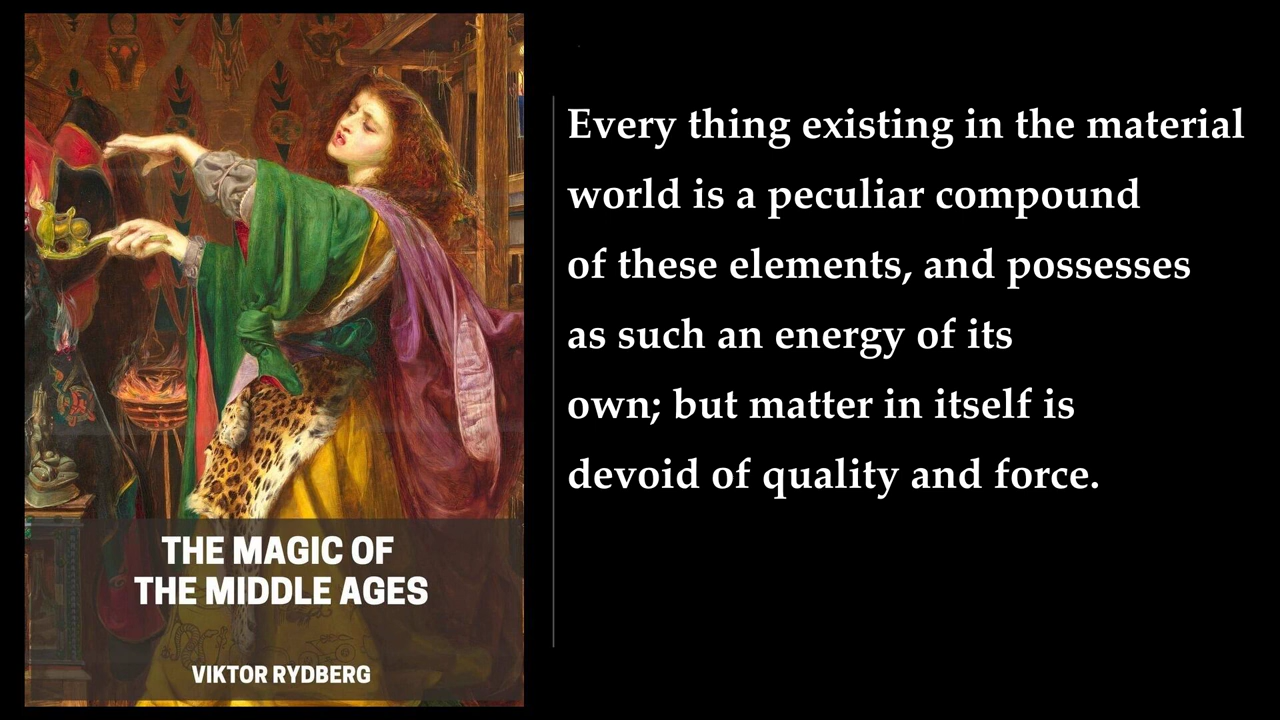 THE MAGIC OF
THE MIDDLE AGES
VIKTOR RYDBERG
Every thing existing in the material
world is a peculiar compound
of these elements, and possesses
as such an energy of its
own; but matter in itself is
devoid of quality and force.